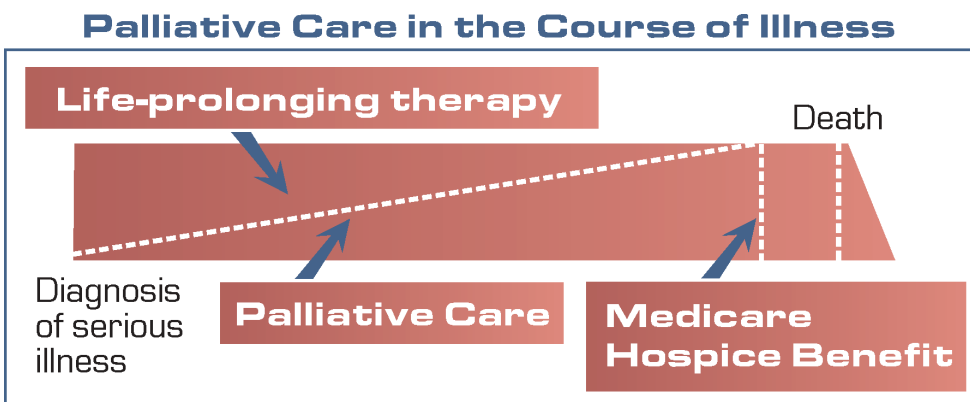 Palliative Care in the Course of Illness
Life-prolonging therapy
Death
Diagnosis
of serious
illness
Palliative Care
Medicare
Hospice Benefit